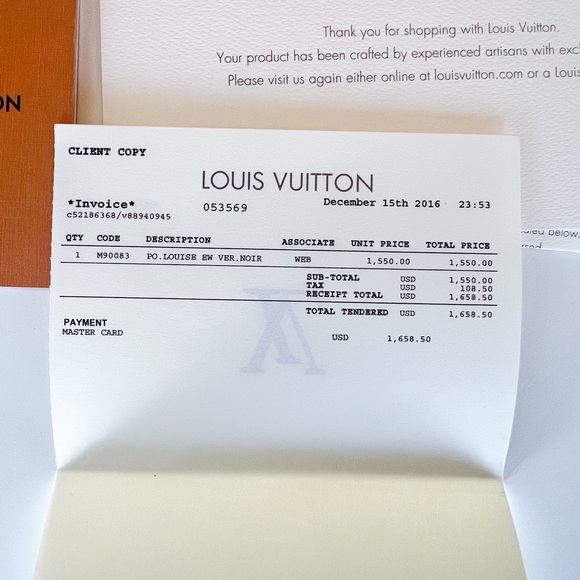 Thank you for shopping with Louis Vuitton.
Your product has been crafted by experienced artisans with
Please visit us again either online at louisvuitton.com or a Louis
ON
CLIENT COPY
LOUIS VUITTON
*Invoice* 053569 December 15th 2016 23:53
c52186368/v88940945
QTY CODE DESCRIPTION ASSOCIATE UNIT PRICE TOTAL PRICE
1 M90083 PO.LOUISE EW VER.NOIR WEB 1,550.00 1,550.00
SUB-TOTAL USD 1,550.00
TAX 108.50
RECEIPT TOTAL USD 1,658.50
TOTAL TENDERED USD 1,658.50
PAYMENT
MASTER CARD USD 1,658.50
below,